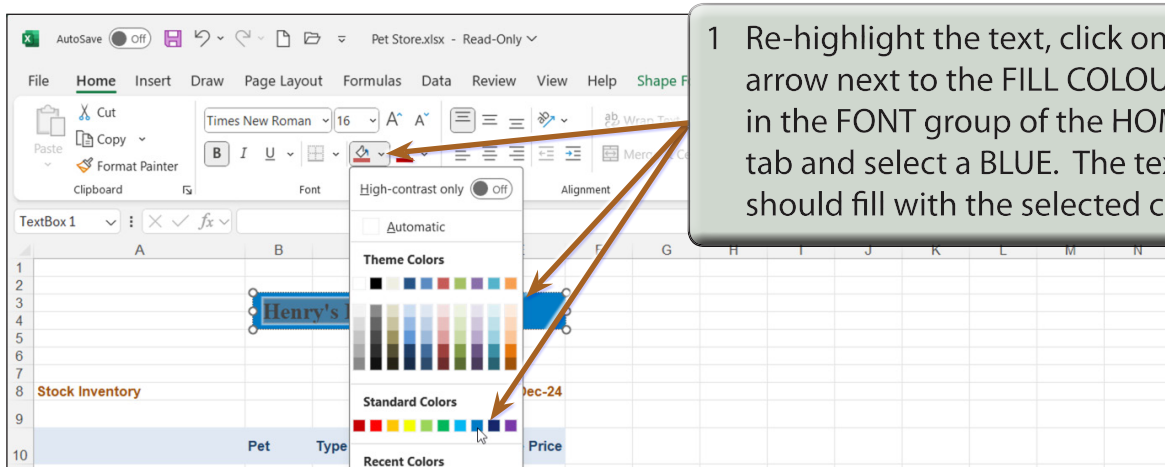 AutoSave Off Pet Store.xlsx - Read-Only
File Home Insert Draw Page Layout Formulas Data Review View Help Shape F
Cut
Copy
Paste
Format Painter
Clipboard
Times New Roman 16 A^ A˅
B I U
Font
Wrap Text
Alignment
TextBox 1 fx
A B F G H I J K L M N
1
2
3 Henry's
4
5
6
7
8 Stock Inventory Dec-24
9
10 Pet Type Price
High-contrast only Off
Automatic
Theme Colors
Standard Colors
Recent Colors
1 Re-highlight the text, click on
arrow next to the FILL COLOU
in the FONT group of the HOM
tab and select a BLUE. The tex
should fill with the selected c